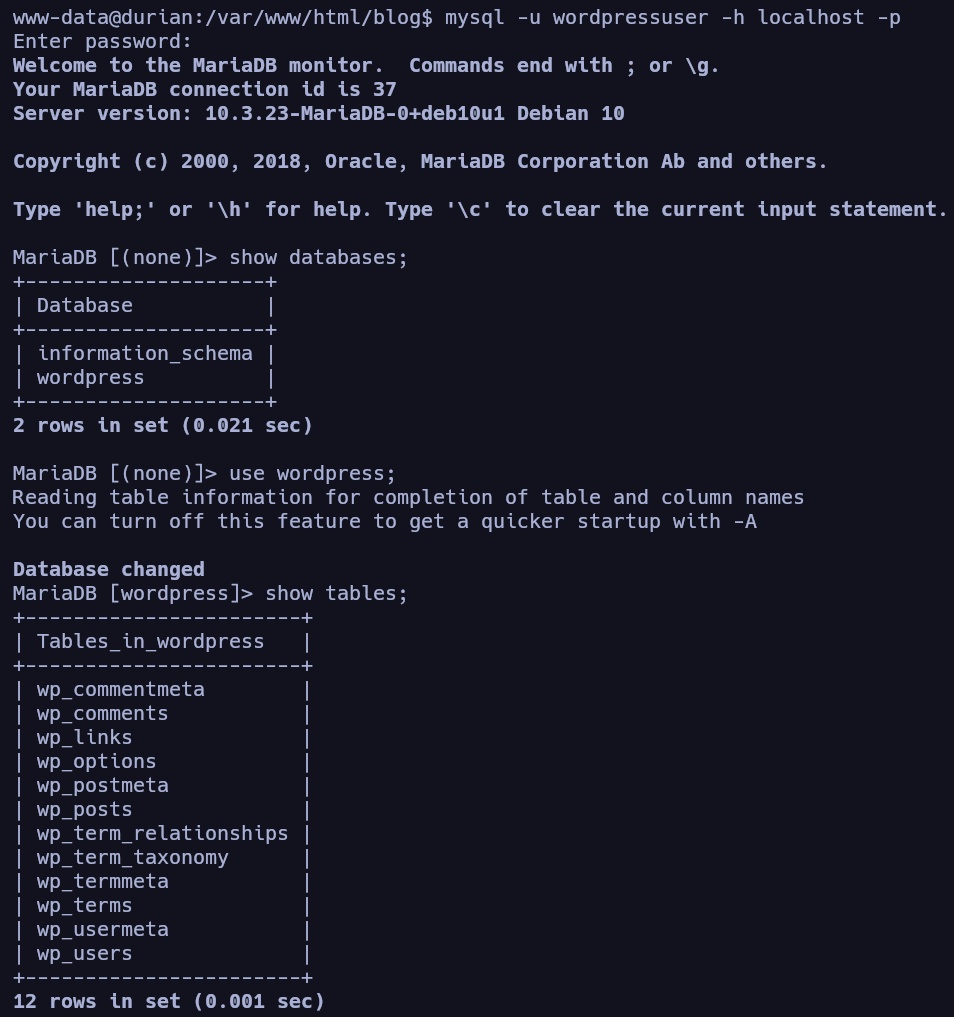 www-data@durian:/var/www/html/blog$ mysql -u wordpressuser -h localhost -p
Enter password:
Welcome to the MariaDB monitor.  Commands end with ; or \g.
Your MariaDB connection id is 37
Server version: 10.3.23-MariaDB-0+deb10u1 Debian 10

Copyright (c) 2000, 2018, Oracle, MariaDB Corporation Ab and others.

Type 'help;' or '\h' for help. Type '\c' to clear the current input statement.

MariaDB [(none)]> show databases;
+--------------------+
| Database           |
+--------------------+
| information_schema |
| wordpress          |
+--------------------+
2 rows in set (0.021 sec)

MariaDB [(none)]> use wordpress;
Reading table information for completion of table and column names
You can turn off this feature to get a quicker startup with -A

Database changed
MariaDB [wordpress]> show tables;
+-----------------------+
| Tables_in_wordpress   |
+-----------------------+
| wp_commentmeta        |
| wp_comments           |
| wp_links              |
| wp_options            |
| wp_postmeta           |
| wp_posts              |
| wp_term_relationships |
| wp_term_taxonomy      |
| wp_termmeta           |
| wp_terms              |
| wp_usermeta           |
| wp_users              |
+-----------------------+
12 rows in set (0.001 sec)